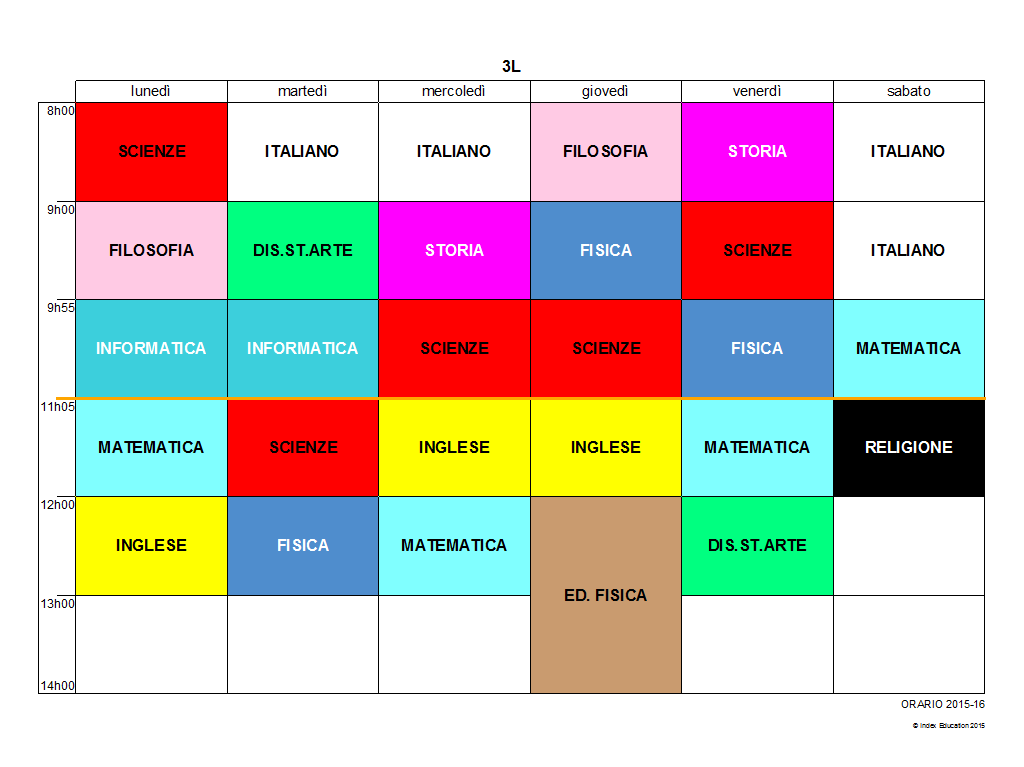 3L
lunedì martedì mercoledì giovedì venerdì sabato
8h00
SCIENZE ITALIANO ITALIANO FILOSOFIA STORIA ITALIANO
9h00
FILOSOFIA DIS.ST.ARTE STORIA FISICA SCIENZE ITALIANO
9h55
INFORMATICA INFORMATICA SCIENZE SCIENZE FISICA MATEMATICA
11h05
MATEMATICA SCIENZE INGLESE INGLESE MATEMATICA RELIGIONE
12h00
INGLESE FISICA MATEMATICA DIS.ST.ARTE
ED. FISICA
13h00
14h00
ORARIO 2015-16
© Index Education 2015